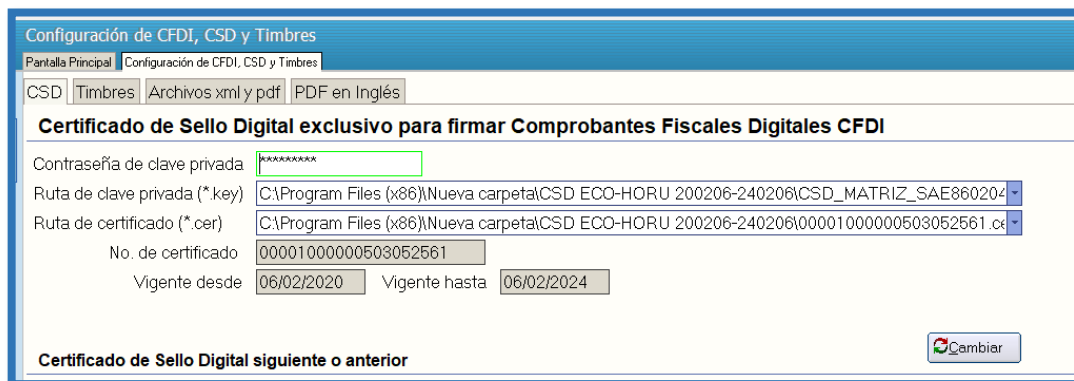 Configuración de CFDI, CSD y Timbres
Pantalla Principal Configuración de CFDI, CSD y Timbres
CSD Timbres Archivos xml y pdf PDF en Inglés
Certificado de Sello Digital exclusivo para firmar Comprobantes Fiscales Digitales CFDI
Contraseña de clave privada *********
Ruta de clave privada (*.key) C:\Program Files (x86)\Nueva carpeta\CSD ECO-HORU 200206-240206\CSD_MATRIZ_SAE860204
Ruta de certificado (*.cer) C:\Program Files (x86)\Nueva carpeta\CSD ECO-HORU 200206-240206\00001000000503052561.ce
No. de certificado 00001000000503052561
Vigente desde 06/02/2020 Vigente hasta 06/02/2024
Cambiar
Certificado de Sello Digital siguiente o anterior